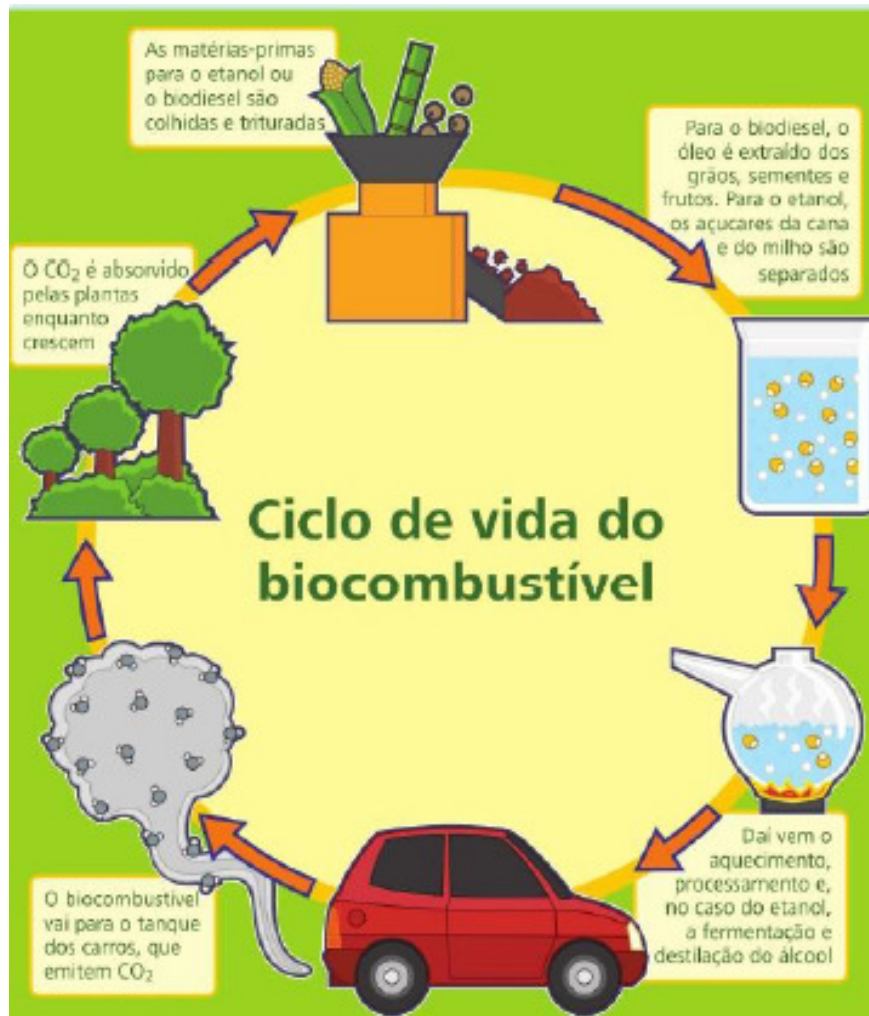 As matérias-primas
para o etanol ou
o biodiesel são
colhidas e trituradas
Para o biodiesel, o
óleo é extraído dos
grãos, sementes e
frutos. Para o etanol,
os açucares da cana
e do milho são
separados
O CO₂ é absorvido
pelas plantas
enquanto
crescem
Ciclo de vida do
biocombustível
Daí vem o
aquecimento,
processamento e,
no caso do etanol,
a fermentação e
destilação do álcool
O biocombustível
vai para o tanque
dos carros, que
emitem CO₂